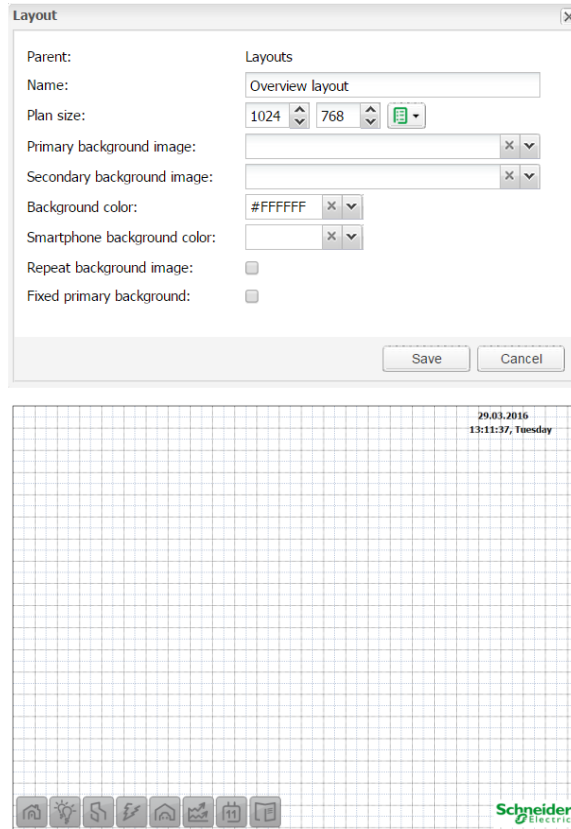 Layout
Parent: Layouts
Name: Overview layout
Plan size: 1024 768
Primary background image:
Secondary background image:
Background color: #FFFFFF
Smartphone background color:
Repeat background image:
Fixed primary background:
Save Cancel
29.03.2016
13:11:37, Tuesday
11
Schneider
Electric